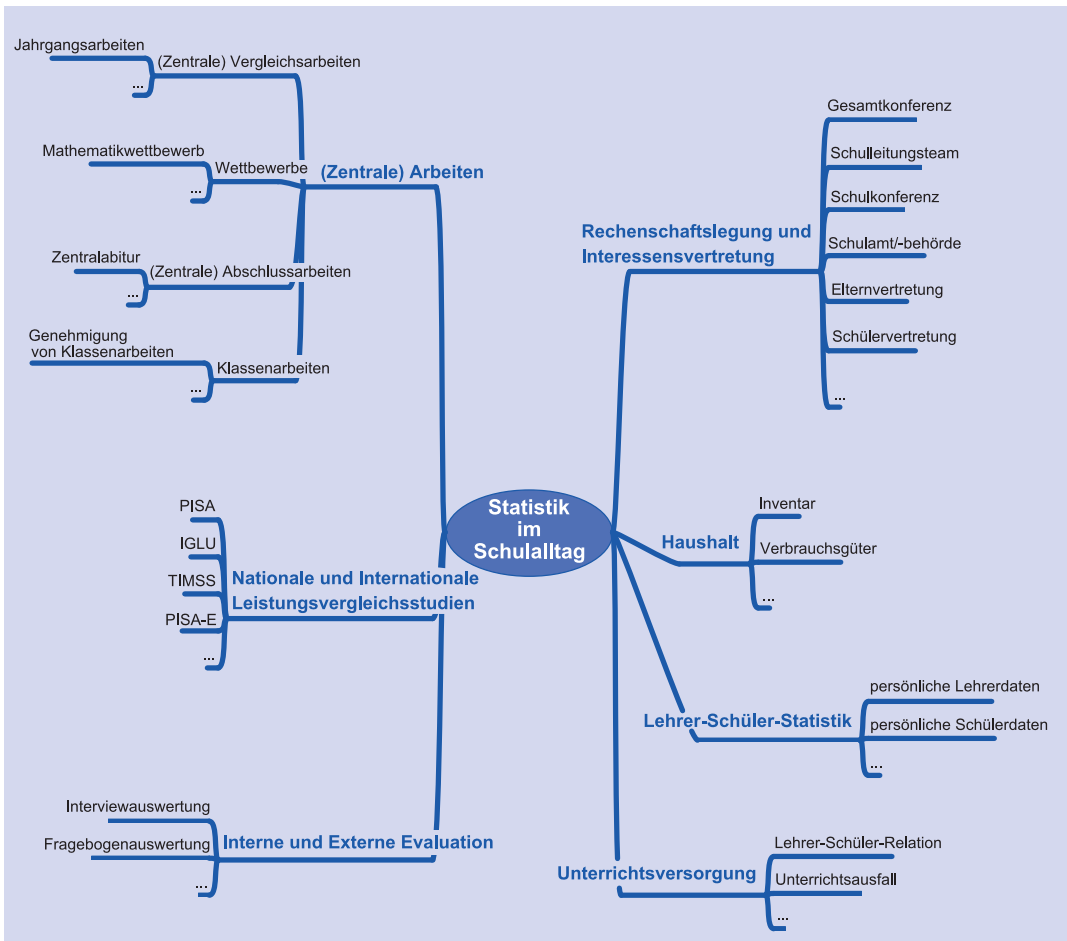 Statistik
im
Schulalltag
(Zentrale) Arbeiten
(Zentrale) Vergleichsarbeiten
Jahrgangsarbeiten
...
Wettbewerbe
Mathematikwettbewerb
...
(Zentrale) Abschlussarbeiten
Zentralabitur
...
Klassenarbeiten
Genehmigung
von Klassenarbeiten
...
Nationale und Internationale
Leistungsvergleichsstudien
PISA
IGLU
TIMSS
PISA-E
...
Interne und Externe Evaluation
Interviewauswertung
Fragebogenauswertung
...
Rechenschaftslegung und
Interessensvertretung
Gesamtkonferenz
Schulleitungsteam
Schulkonferenz
Schulamt/-behörde
Elternvertretung
Schülervertretung
...
Haushalt
Inventar
Verbrauchsgüter
...
Lehrer-Schüler-Statistik
persönliche Lehrerdaten
persönliche Schülerdaten
...
Unterrichtsversorgung
Lehrer-Schüler-Relation
Unterrichtsausfall
...